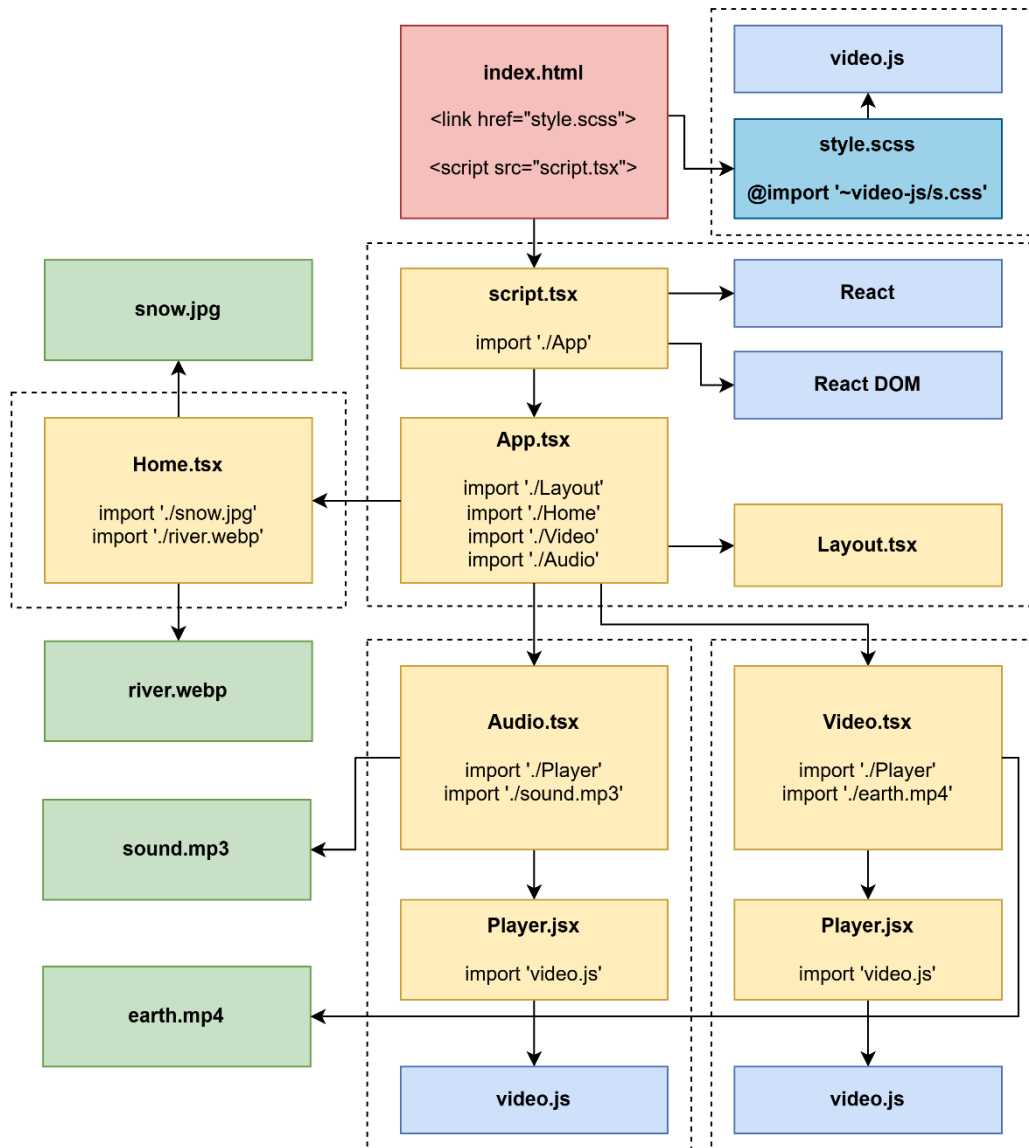 index.html
<link href="style.scss">
<script src="script.tsx">
video.js
style.scss
@import '~video-js/s.css'
snow.jpg
script.tsx
import './App'
React
React DOM
Home.tsx
import './snow.jpg'
import './river.webp'
App.tsx
import './Layout'
import './Home'
import './Video'
import './Audio'
Layout.tsx
river.webp
Audio.tsx
import './Player'
import './sound.mp3'
Video.tsx
import './Player'
import './earth.mp4'
sound.mp3
Player.jsx
import 'video.js'
Player.jsx
import 'video.js'
earth.mp4
video.js
video.js